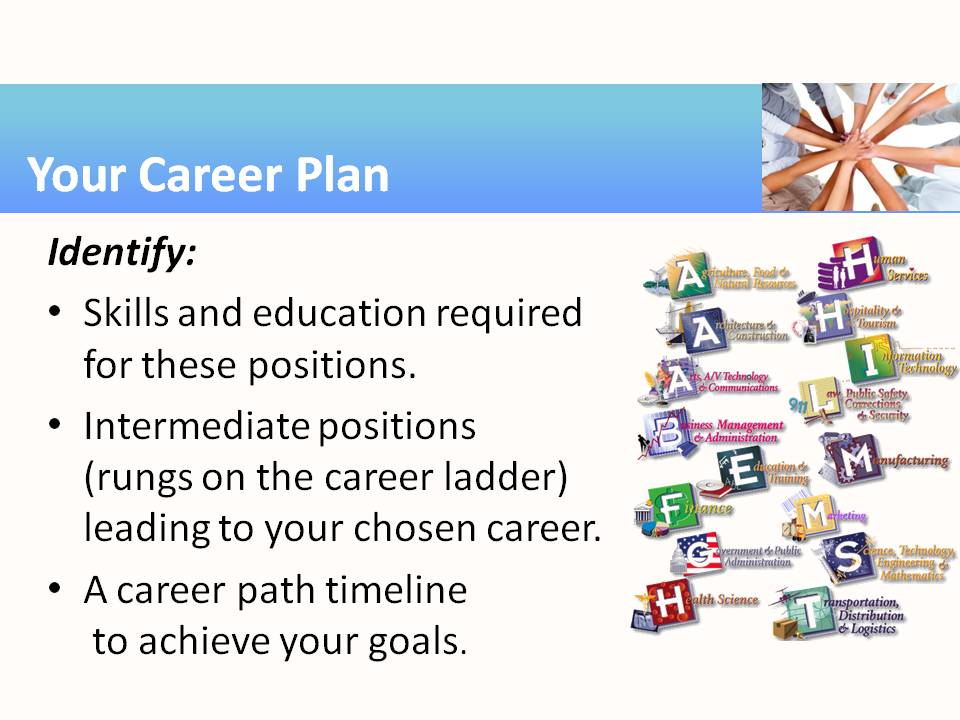 Your Career Plan
Identify:
• Skills and education required
for these positions.
• Intermediate positions
(rungs on the career ladder)
leading to your chosen career.
• A career path timeline
to achieve your goals.
Agriculture, Food &
Natural Resources
Architecture &
Construction
Arts, A/V Technology
& Communications
Business Management
& Administration
Education &
Training
Finance
Government & Public
Administration
Health Science
Human
Services
Hospitality &
Tourism
Information
Technology
911
Law, Public Safety,
Corrections
& Security
Manufacturing
Marketing
Science, Technology,
Engineering &
Mathematics
Transportation,
Distribution
& Logistics